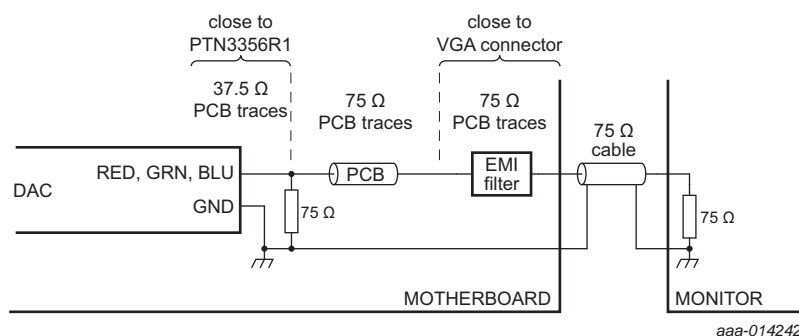 close to
PTN3356R1
close to
VGA connector
37.5 Ω
PCB traces
75 Ω
PCB traces
75 Ω
PCB traces
75 Ω
cable
DAC
RED, GRN, BLU
GND
PCB
EMI
filter
75 Ω
75 Ω
MOTHERBOARD
MONITOR
aaa-014242